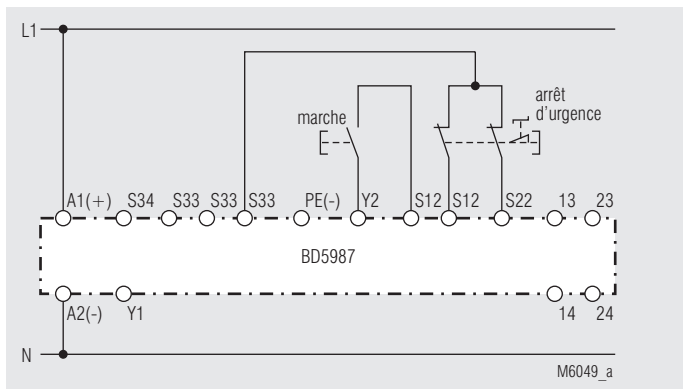 L1
arrêt
d'urgence
marche
A1(+) S34 S33 S33 S33 PE(-) Y2 S12 S12 S22 13 23
BD5987
A2(-) Y1 14 24
N
M6049_a